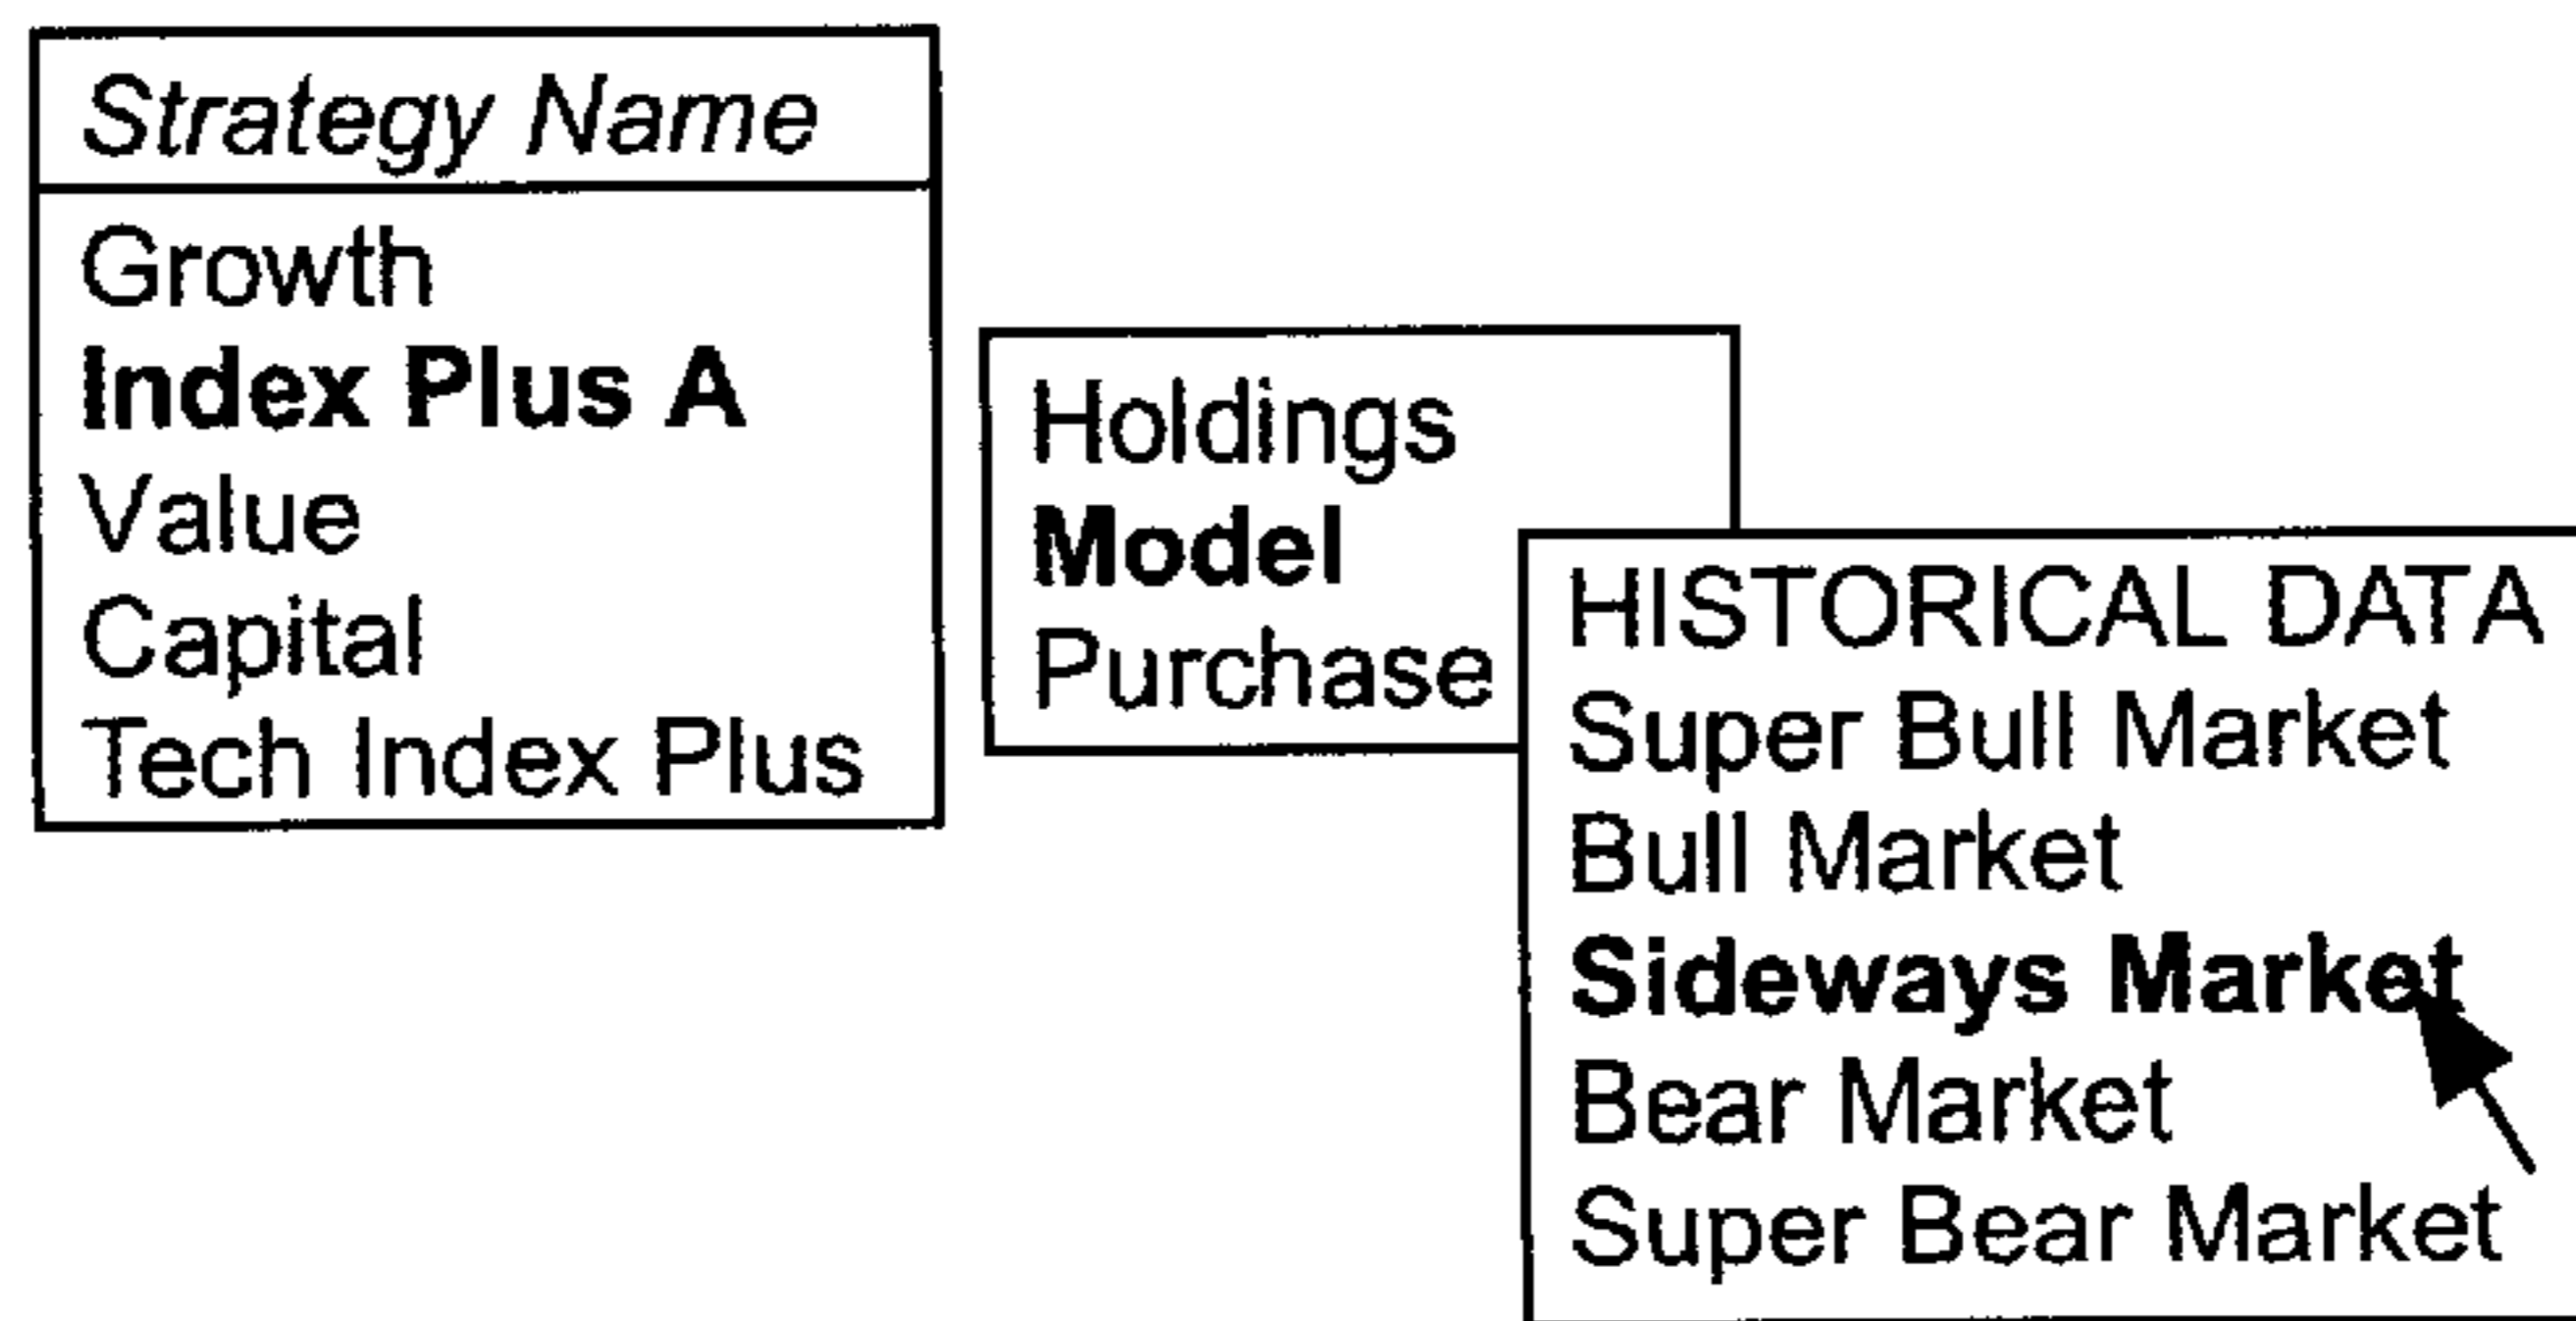 Strategy Name
Growth
Index Plus A
Value
Capital
Tech Index Plus
Holdings
Model
Purchase
HISTORICAL DATA
Super Bull Market
Bull Market
Sideways Market
Bear Market
Super Bear Market